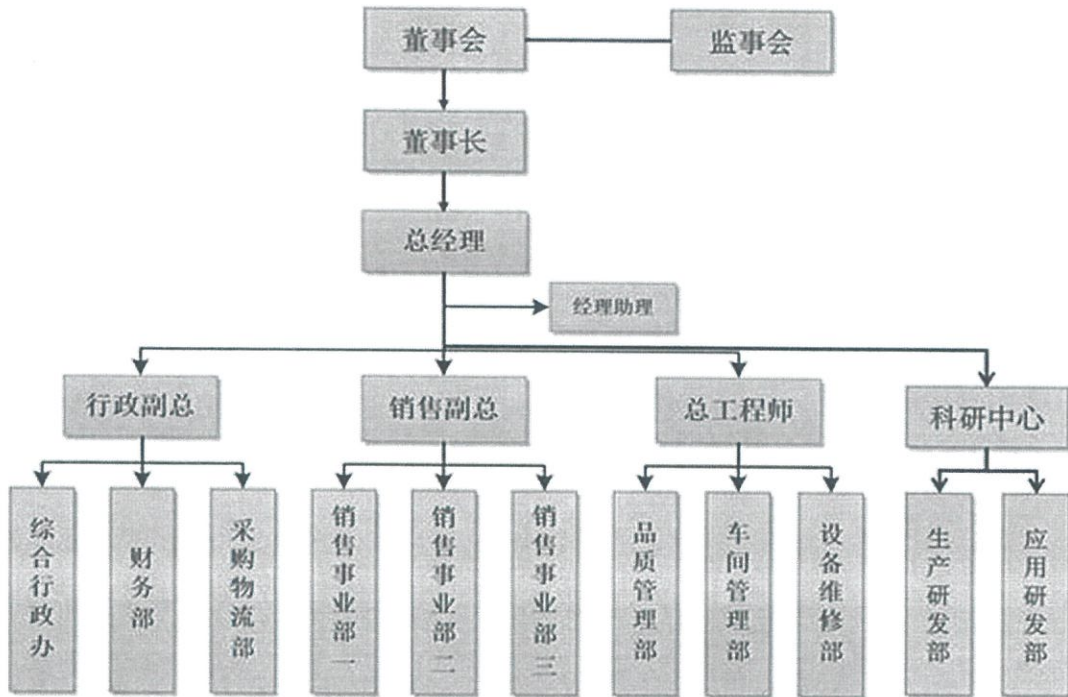 董事会
监事会
董事长
总经理
经理助理
行政副总
销售副总
总工程师
科研中心
综合行政办
财务部
采购物流部
销售事业部一
销售事业部二
销售事业部三
品质管理部
车间管理部
设备维修部
生产研发部
应用研发部